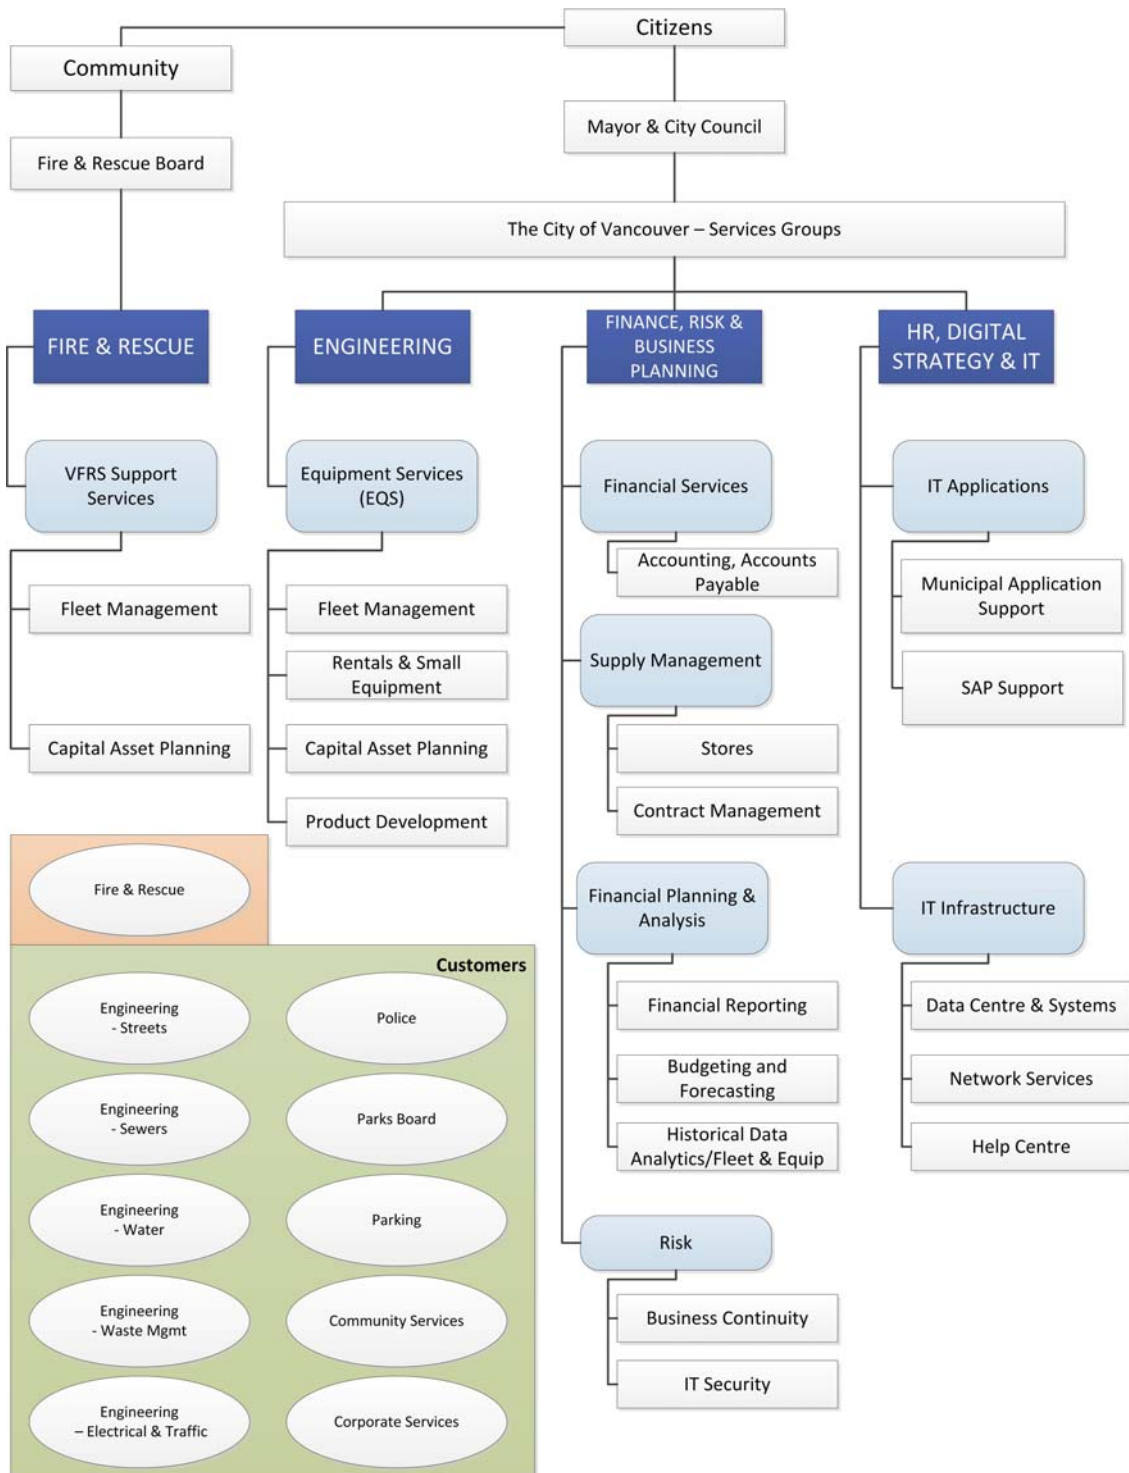 Citizens
Community
Mayor & City Council
Fire & Rescue Board
The City of Vancouver – Services Groups
FIRE & RESCUE
ENGINEERING
FINANCE, RISK &
BUSINESS
PLANNING
HR, DIGITAL
STRATEGY & IT
VFRS Support
Services
Equipment Services
(EQS)
Financial Services
IT Applications
Accounting, Accounts
Payable
Fleet Management
Fleet Management
Municipal Application
Support
Rentals & Small
Equipment
Supply Management
SAP Support
Capital Asset Planning
Capital Asset Planning
Stores
Product Development
Contract Management
Fire & Rescue
Financial Planning &
Analysis
IT Infrastructure
Customers
Engineering
- Streets
Police
Financial Reporting
Data Centre & Systems
Engineering
- Sewers
Parks Board
Budgeting and
Forecasting
Network Services
Historical Data
Analytics/Fleet & Equip
Help Centre
Engineering
- Water
Parking
Risk
Engineering
- Waste Mgmt
Community Services
Business Continuity
IT Security
Engineering
– Electrical & Traffic
Corporate Services